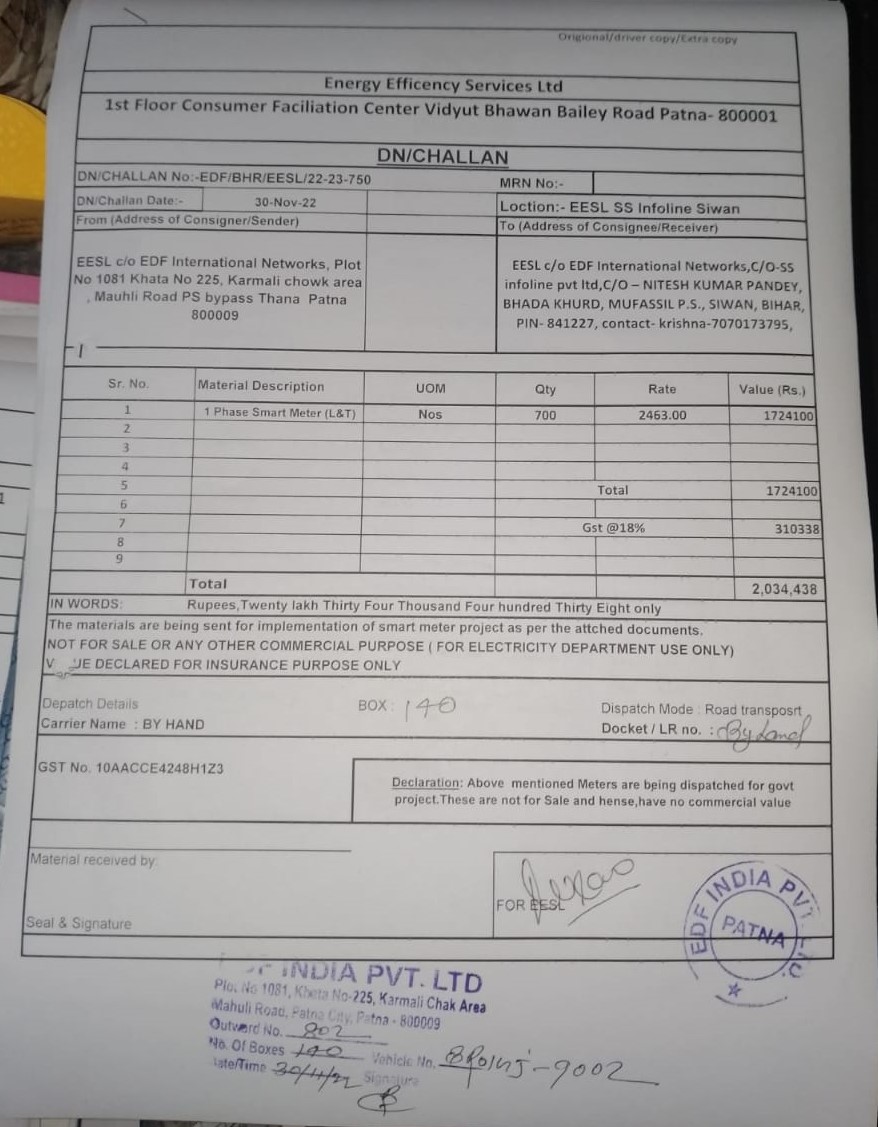 Origional/driver copy/Extra copy
Energy Efficency Services Ltd
1st Floor Consumer Faciliation Center Vidyut Bhawan Bailey Road Patna- 800001
DN/CHALLAN
DN/CHALLAN No:-EDF/BHR/EESL/22-23-750
MRN No:-
DN/Challan Date:- 30-Nov-22
Loction:- EESL SS Infoline Siwan
From (Address of Consigner/Sender)
To (Address of Consignee/Receiver)
EESL c/o EDF International Networks, Plot
No 1081 Khata No 225, Karmali chowk area
, Mauhli Road PS bypass Thana Patna
800009
EESL c/o EDF International Networks,C/O-SS
infoline pvt ltd,C/O – NITESH KUMAR PANDEY,
BHADA KHURD, MUFASSIL P.S., SIWAN, BIHAR,
PIN- 841227, contact- krishna-7070173795,
Sr. No. Material Description UOM Qty Rate Value (Rs.)
1 1 Phase Smart Meter (L&T) Nos 700 2463.00 1724100
2
3
4
5 Total 1724100
6
7 Gst @18% 310338
8
9
Total 2,034,438
IN WORDS: Rupees,Twenty lakh Thirty Four Thousand Four hundred Thirty Eight only
The materials are being sent for implementation of smart meter project as per the attched documents.
NOT FOR SALE OR ANY OTHER COMMERCIAL PURPOSE ( FOR ELECTRICITY DEPARTMENT USE ONLY)
DECLARED FOR INSURANCE PURPOSE ONLY
Depatch Details BOX : 140 Dispatch Mode : Road transposrt
Carrier Name : BY HAND Docket / LR no. : By hand
GST No. 10AACCE4248H1Z3
Declaration: Above mentioned Meters are being dispatched for govt
project.These are not for Sale and hense,have no commercial value
Material received by:
FOR EESL
Seal & Signature
EDF INDIA PVT. LTD.
PATNA
INDIA PVT. LTD
Plot No 1081, Khata No-225, Karmali Chak Area
Mahuli Road, Patna City, Patna - 800009
Outward No. 802
No. Of Boxes 140 Vehicle No.
Date/Time 30/11/22 Signature